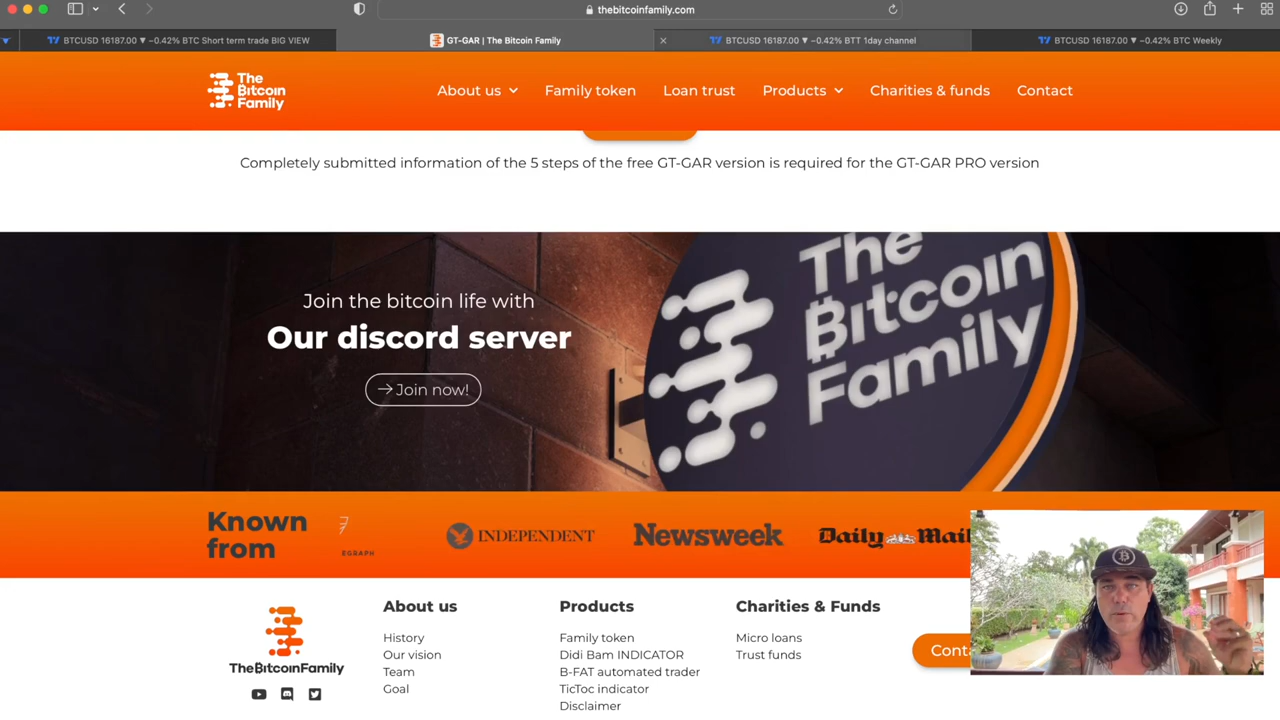 thebitcoinfamily.com
BTCUSD 16187.00 ▼ −0.42% BTC Short term trade BIG VIEW
GT-GAR | The Bitcoin Family
BTCUSD 16187.00 ▼ −0.42% BTT 1day channel
BTCUSD 16187.00 ▼ −0.42% BTC Weekly
The
Bitcoin
Family
About us
Family token
Loan trust
Products
Charities & funds
Contact
Completely submitted information of the 5 steps of the free GT-GAR version is required for the GT-GAR PRO version
Join the bitcoin life with
Our discord server
→ Join now!
The
₿itcoin
Family
Known
from
EGRAPH
INDEPENDENT
Newsweek
Daily Mail
TheBitcoinFamily
About us
History
Our vision
Team
Goal
Products
Family token
Didi Bam INDICATOR
B-FAT automated trader
TicToc indicator
Disclaimer
Charities & Funds
Micro loans
Trust funds
Conta